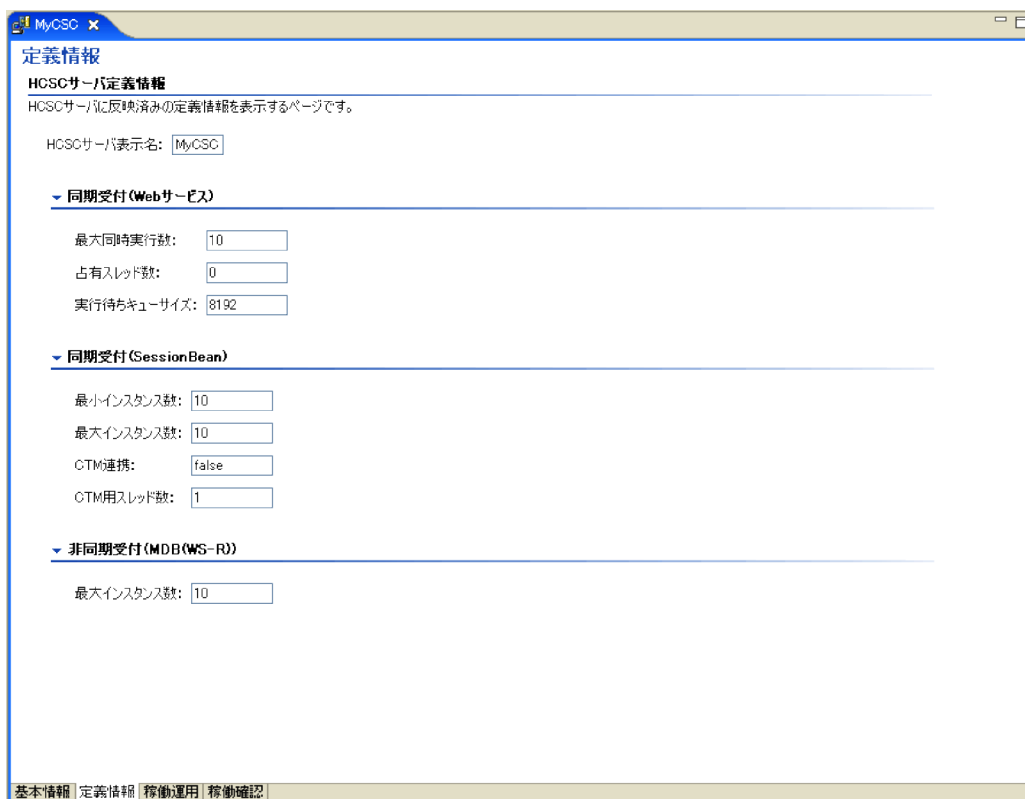 MyCSC
定義情報
HCSCサーバ定義情報
HCSCサーバに反映済みの定義情報を表示するページです。
HCSCサーバ表示名: MyCSC
同期受付(Webサービス)
最大同時実行数: 10
占有スレッド数: 0
実行待ちキューサイズ: 8192
同期受付(SessionBean)
最小インスタンス数: 10
最大インスタンス数: 10
CTM連携: false
CTM用スレッド数: 1
非同期受付(MDB(WS-R))
最大インスタンス数: 10
基本情報 定義情報 稼働運用 稼働確認